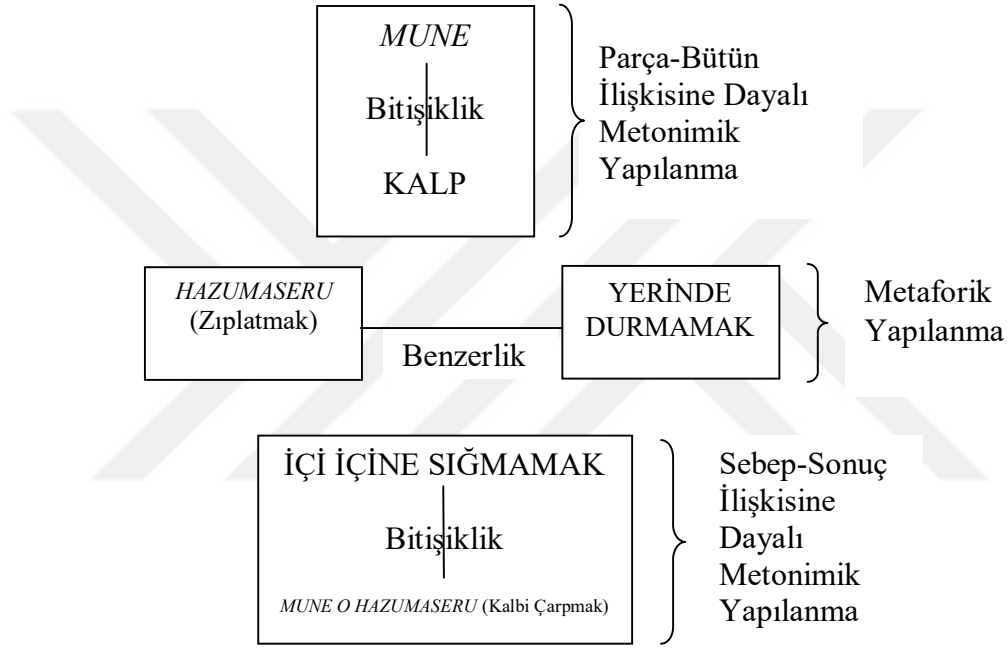 MUNE
Bitişiklik
KALP
Parça-Bütün
İlişkisine Dayalı
Metonimik
Yapılanma
HAZUMASERU
(Zıplatmak)
Benzerlik
YERİNDE
DURMAMAK
Metaforik
Yapılanma
İÇİ İÇİNE SIĞMAMAK
Bitişiklik
MUNE O HAZUMASERU (Kalbi Çarpmak)
Sebep-Sonuç
İlişkisine
Dayalı
Metonimik
Yapılanma